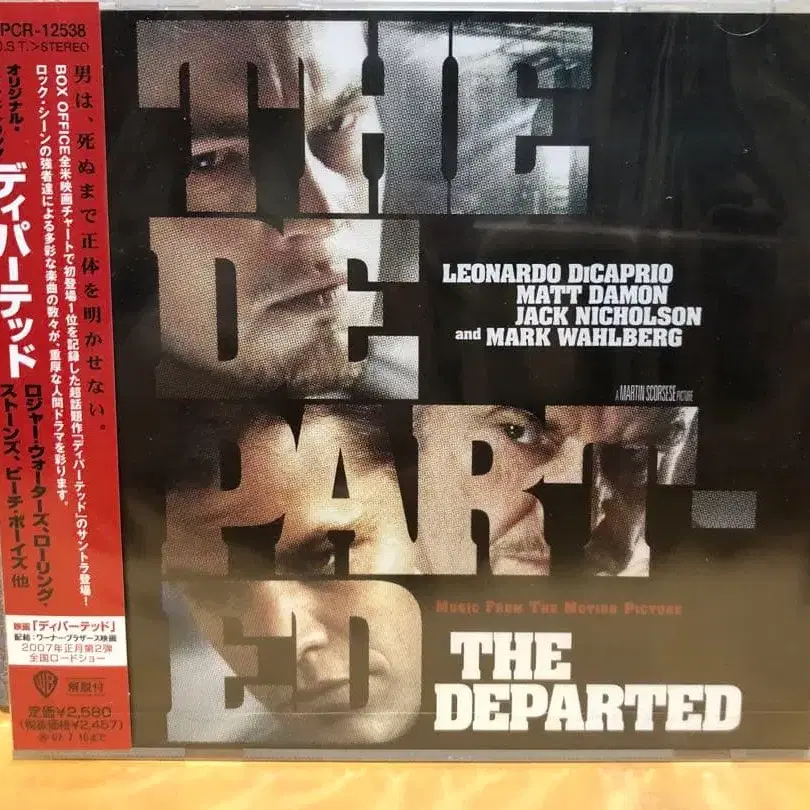 PCR-12538
O.S.T.>STEREO
オリジナル・
ディパーテッド
男は、死ぬまで正体を明かせない。
BOX OFFICE全米映画チャートで初登場1位を記録した超話題作「ディパーテッド」のサントラ登場！
ロック・シーンの強者達による多彩な楽曲の数々が、重厚な人間ドラマを彩ります。
ロジャー・ウォーターズ、ローリング・
ストーンズ、ビーチ・ボーイズ 他
映画「ディパーテッド」
配給：ワーナー・ブラザース映画
2007年正月第2弾
全国ロードショー
WB
解説付
定価¥2,580
(税抜価格¥2,457)
THE
DE
PART-
ED
LEONARDO DiCAPRIO
MATT DAMON
JACK NICHOLSON
and MARK WAHLBERG
A MARTIN SCORSESE PICTURE
MUSIC FROM THE MOTION PICTURE
THE
DEPARTED